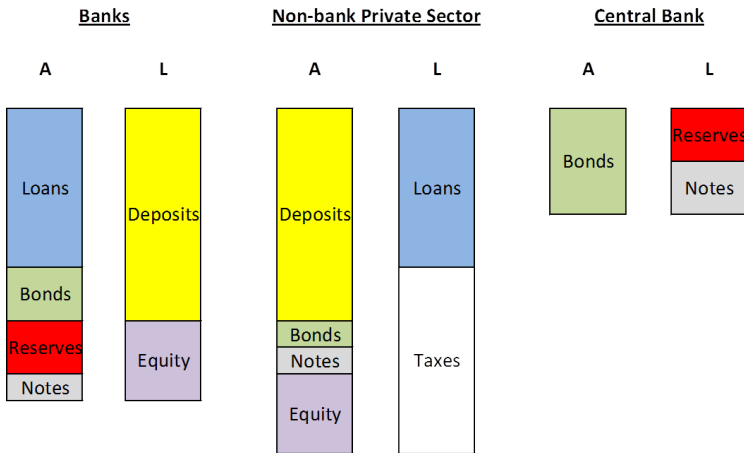 Banks
Non-bank Private Sector
Central Bank
A
L
A
L
A
L
Loans
Bonds
Reserves
Notes
Deposits
Equity
Deposits
Bonds
Notes
Equity
Loans
Taxes
Bonds
Reserves
Notes